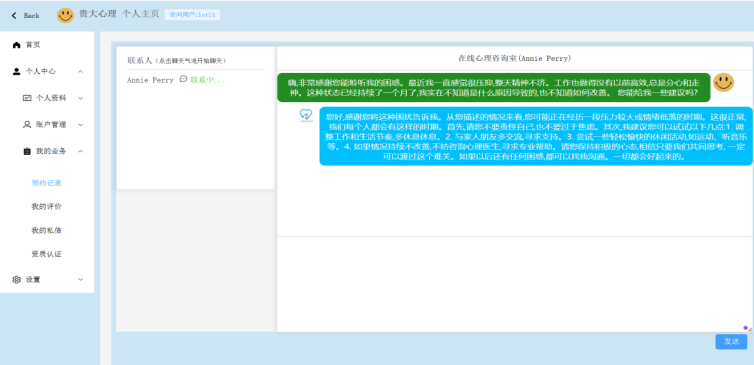 Back
贵大心理 个人主页 访问用户:lotl3
首页
个人中心
个人资料
账户管理
我的业务
预约记录
我的评价
我的私信
资质认证
设置
联系人(点击聊天气泡开始聊天)
Annie Perry 联系中...
在线心理咨询室(Annie Perry)
嗨,非常感谢您能聆听我的困惑。最近我一直感觉很压抑,整天精神不济。工作也做得没有以前高效,总是分心和走
神。这种状态已经持续了一个月了,我实在不知道是什么原因导致的,也不知道如何改善。 您能给我一些建议吗?
您好,感谢您将这种困扰告诉我。从您描述的情况来看,您可能正在经历一段压力较大或情绪低落的时期。这很正常,
我们每个人都会有这样的时期。首先,请您不要责怪自己,也不要过于焦虑。其次,我建议您可以试试以下几点:1. 调
整工作和生活节奏,多休息休息。2. 与家人朋友多交流,寻求支持。3. 尝试一些轻松愉快的休闲活动,如运动、听音乐
等。4. 如果情况持续不改善,不妨咨询心理医生,寻求专业帮助。请您保持积极的心态,相信只要我们共同思考, 一定
可以渡过这个难关。如果以后还有任何困惑,都可以找我沟通。一切都会好起来的。
发送